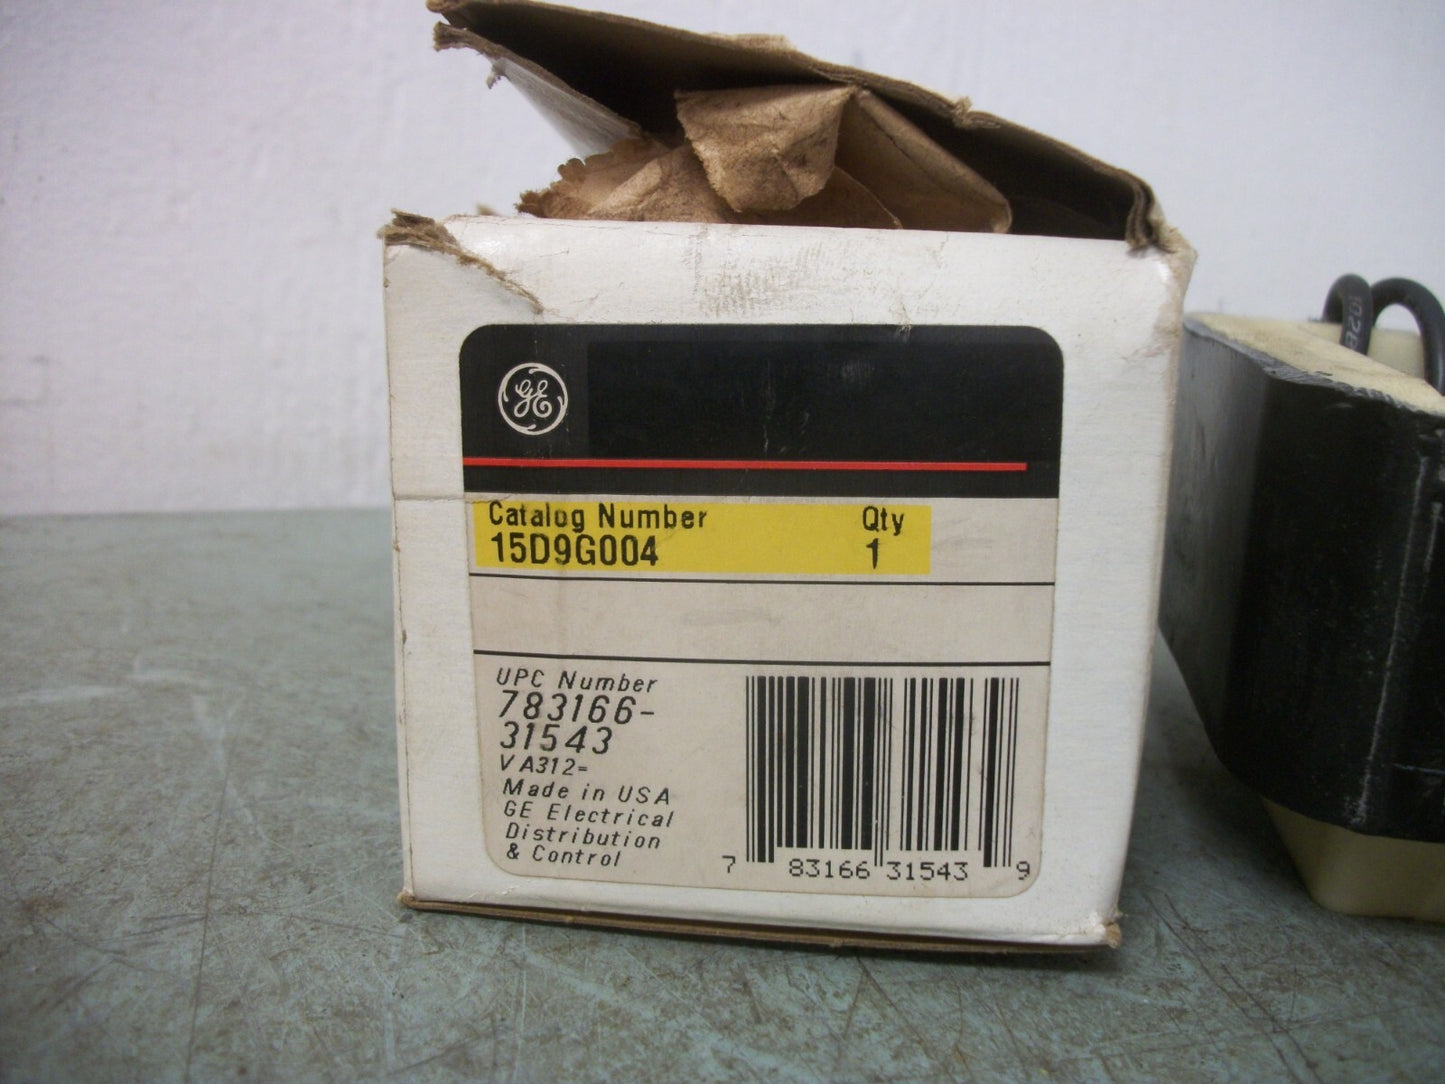 GE
Catalog Number Qty
15D9G004 1
UPC Number
783166-
31543
VA312=
Made in USA
GE Electrical
Distribution
& Control
7 83166 31543 9